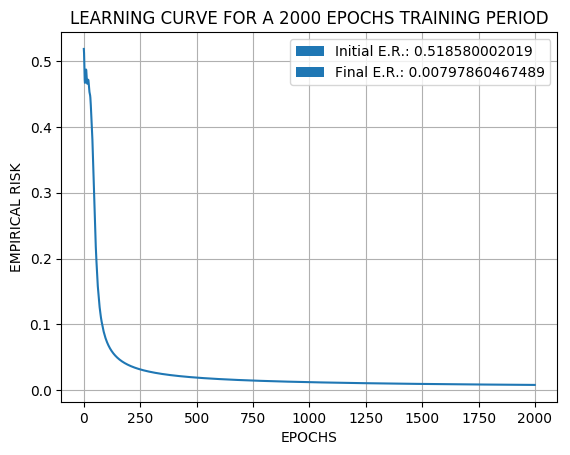 LEARNING CURVE FOR A 2000 EPOCHS TRAINING PERIOD
Initial E.R.: 0.518580002019
Final E.R.: 0.00797860467489
0.5
0.4
0.3
0.2
0.1
0.0
EMPIRICAL RISK
0 250 500 750 1000 1250 1500 1750 2000
EPOCHS